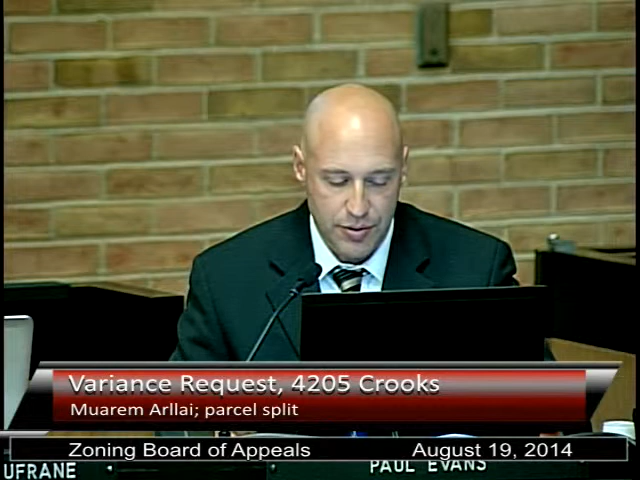 Variance Request, 4205 Crooks
Muarem Arllai; parcel split
Zoning Board of Appeals August 19, 2014
UFRANE PAUL EVANS